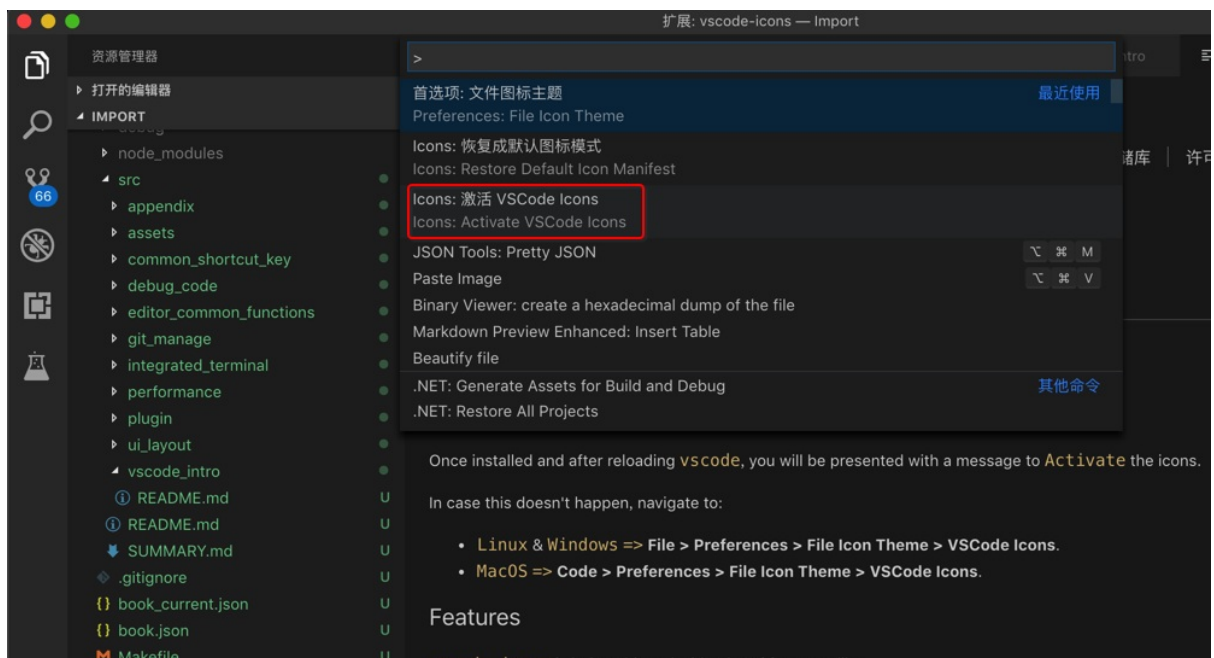 扩展: vscode-icons — Import
资源管理器
打开的编辑器
IMPORT
debug
node_modules
src
appendix
assets
common_shortcut_key
debug_code
editor_common_functions
git_manage
integrated_terminal
performance
plugin
ui_layout
vscode_intro
README.md U
README.md U
SUMMARY.md U
.gitignore U
{} book_current.json U
{} book.json U
Makefile U
66
>
首选项: 文件图标主题 最近使用
Preferences: File Icon Theme
Icons: 恢复成默认图标模式
Icons: Restore Default Icon Manifest
Icons: 激活 VSCode Icons
Icons: Activate VSCode Icons
JSON Tools: Pretty JSON ⌥ ⌘ M
Paste Image ⌥ ⌘ V
Binary Viewer: create a hexadecimal dump of the file
Markdown Preview Enhanced: Insert Table
Beautify file
.NET: Generate Assets for Build and Debug 其他命令
.NET: Restore All Projects
ntro
许可
Once installed and after reloading vscode, you will be presented with a message to Activate the icons.
In case this doesn't happen, navigate to:
• Linux & Windows => File > Preferences > File Icon Theme > VSCode Icons.
• MacOS => Code > Preferences > File Icon Theme > VSCode Icons.
Features